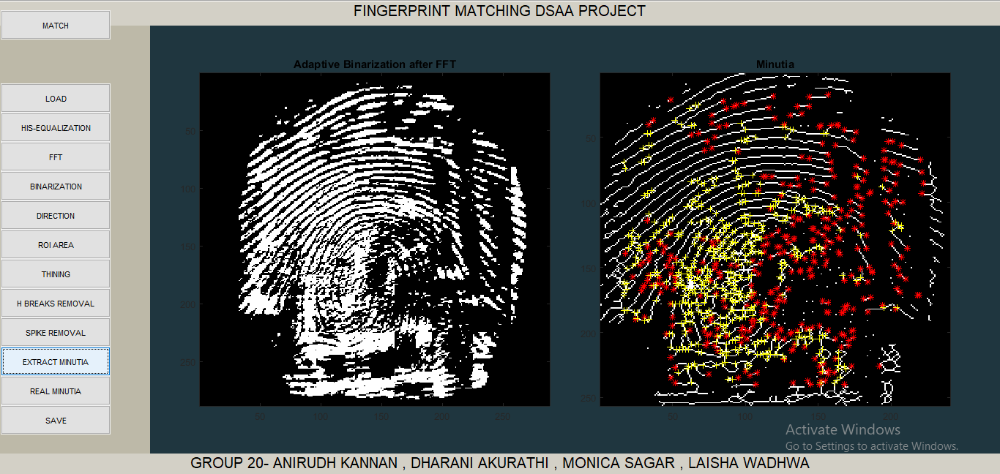 FINGERPRINT MATCHING DSAA PROJECT
MATCH
LOAD
HIS-EQUALIZATION
FFT
BINARIZATION
DIRECTION
ROI AREA
THINING
H BREAKS REMOVAL
SPIKE REMOVAL
EXTRACT MINUTIA
REAL MINUTIA
SAVE
Adaptive Binarization after FFT
50
100
150
200
250
50 100 150 200 250
Minutia
50
100
150
200
250
50 100 150 200
Activate Windows
Go to Settings to activate Windows.
GROUP 20- ANIRUDH KANNAN , DHARANI AKURATHI , MONICA SAGAR , LAISHA WADHWA